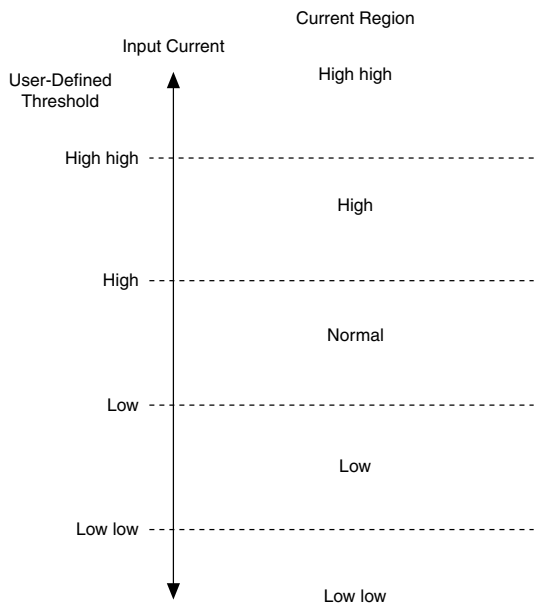 Current Region
Input Current
User-Defined
Threshold
High high
High high
High
High
Normal
Low
Low
Low low
Low low